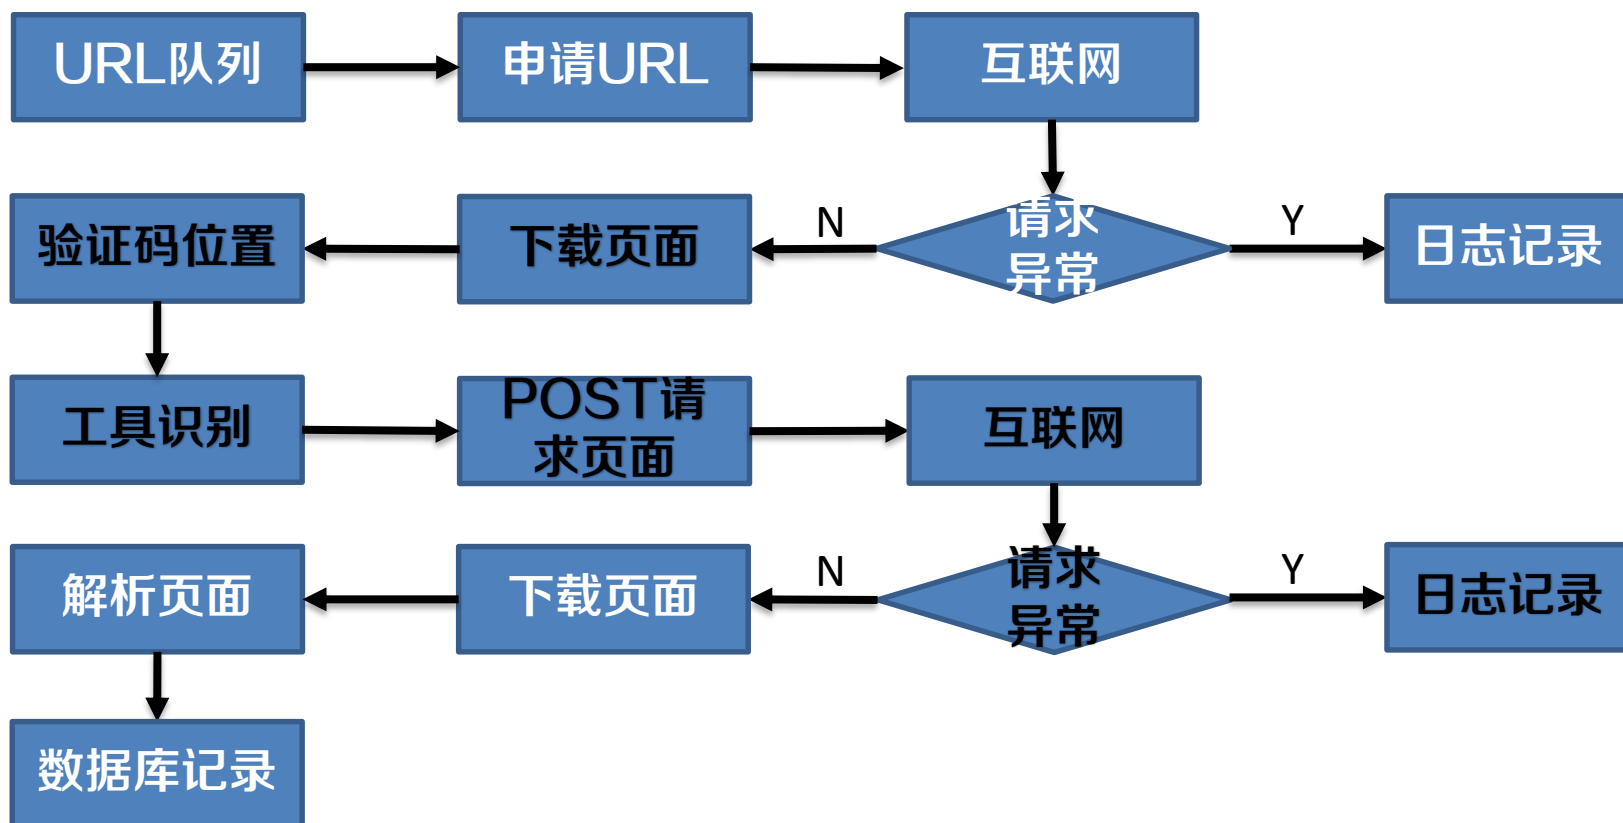 URL队列
申请URL
互联网
验证码位置
下载页面
N
请求
异常
Y
日志记录
工具识别
POST请
求页面
互联网
解析页面
下载页面
N
请求
异常
Y
日志记录
数据库记录